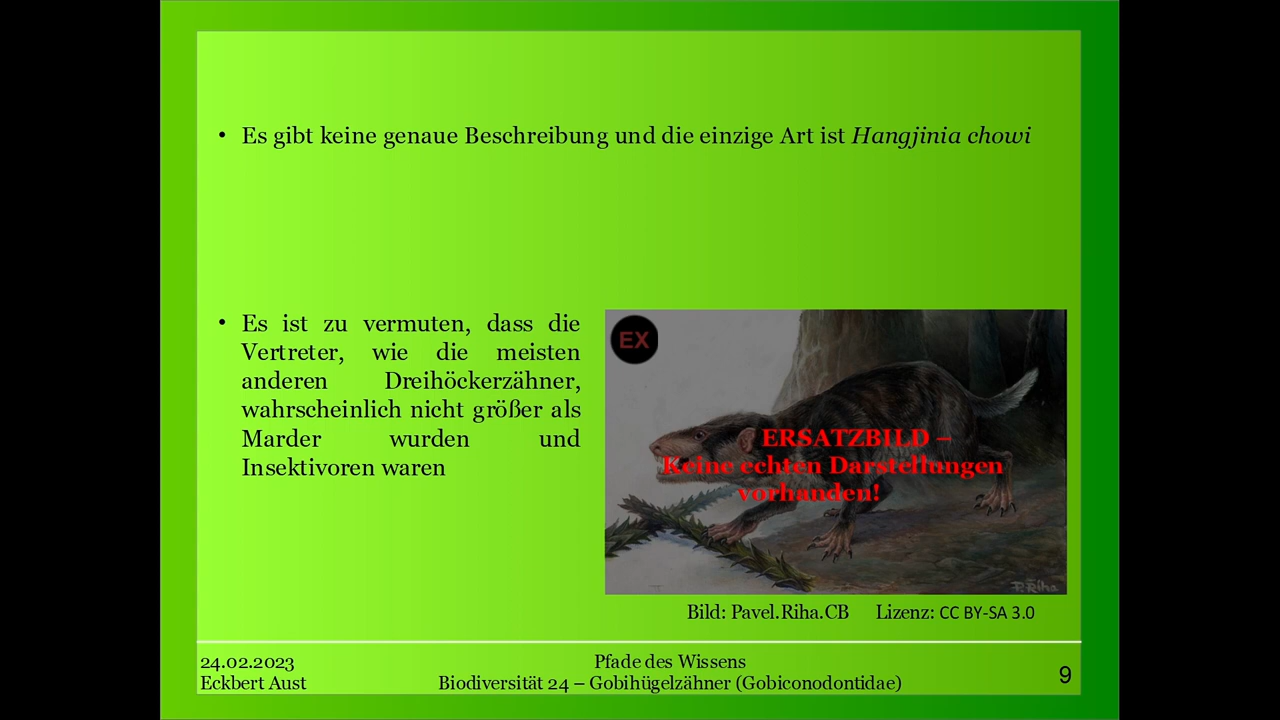 • Es gibt keine genaue Beschreibung und die einzige Art ist Hangjinia chowi
• Es ist zu vermuten, dass die
Vertreter, wie die meisten
anderen Dreihöckerzähner,
wahrscheinlich nicht größer als
Marder wurden und
Insektivoren waren
EX
ERSATZBILD –
Keine echten Darstellungen
vorhanden!
P.Říha
Bild: Pavel.Riha.CB Lizenz: CC BY-SA 3.0
24.02.2023
Eckbert Aust
Pfade des Wissens
Biodiversität 24 – Gobihügelzähner (Gobiconodontidae)
9